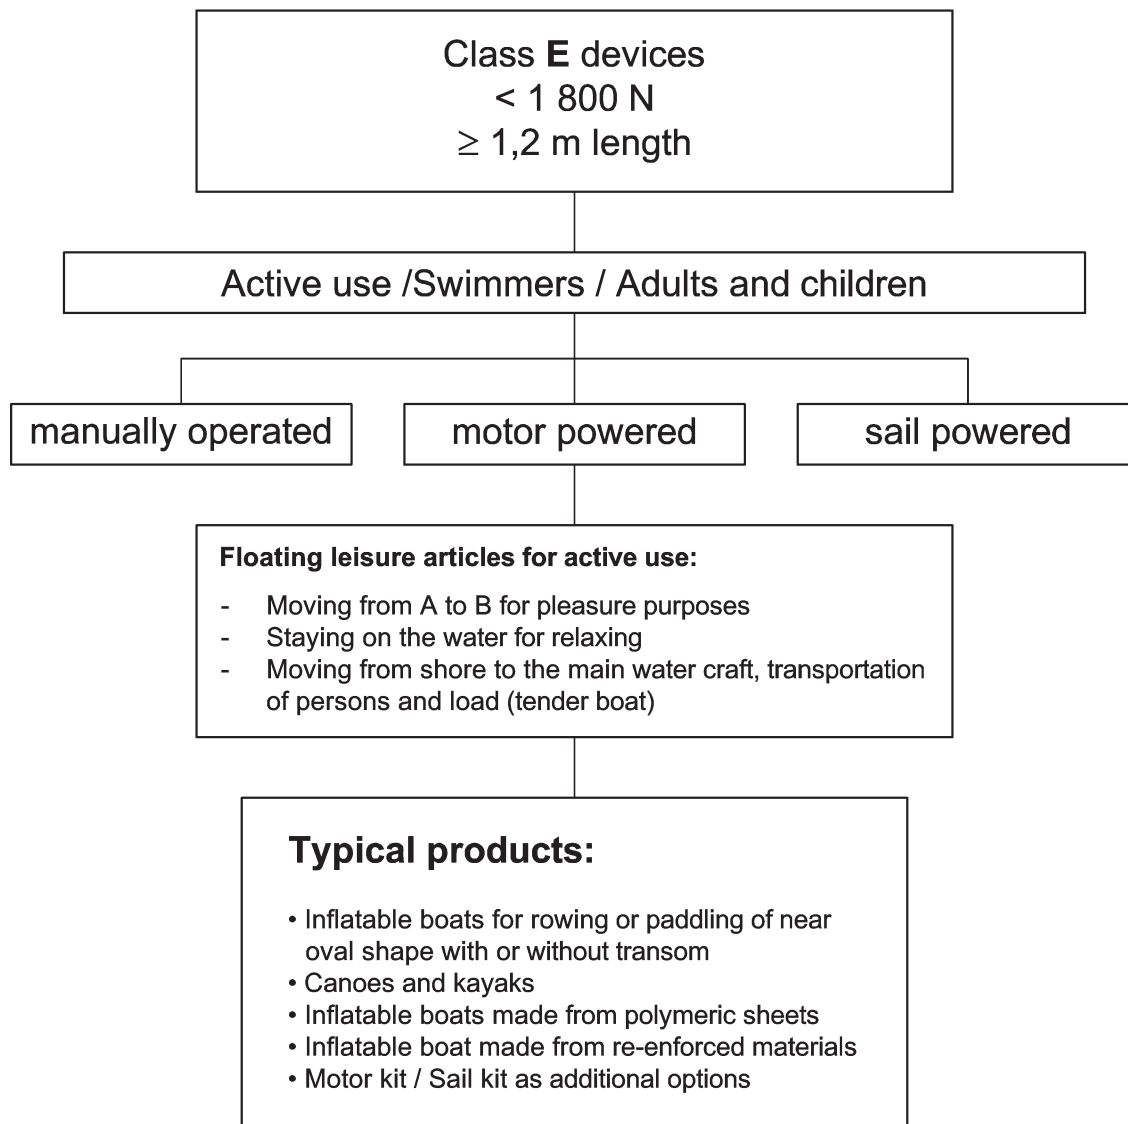 Class E devices
< 1 800 N
≥ 1,2 m length
Active use /Swimmers / Adults and children
manually operated
motor powered
sail powered
Floating leisure articles for active use:
- Moving from A to B for pleasure purposes
- Staying on the water for relaxing
- Moving from shore to the main water craft, transportation
of persons and load (tender boat)
Typical products:
• Inflatable boats for rowing or paddling of near
oval shape with or without transom
• Canoes and kayaks
• Inflatable boats made from polymeric sheets
• Inflatable boat made from re-enforced materials
• Motor kit / Sail kit as additional options